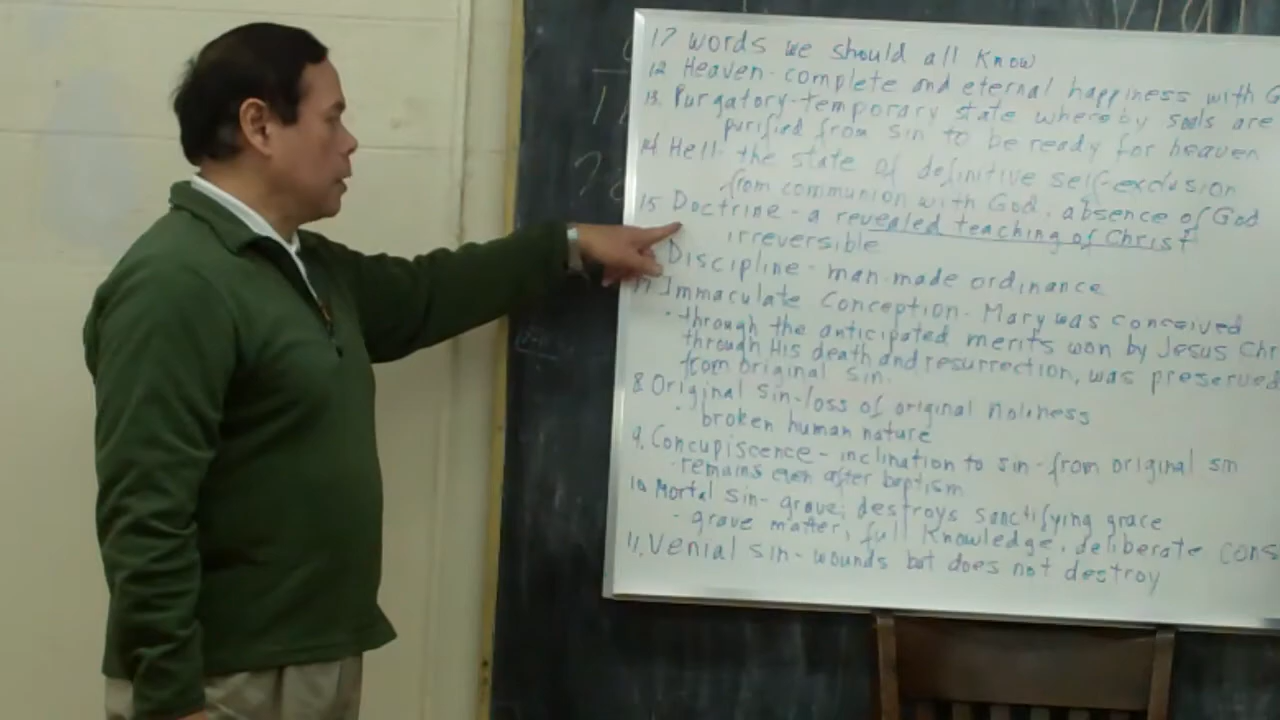 17 words we should all know
12 Heaven - complete and eternal happiness with G
13. Purgatory - temporary state whereby souls are
purified from sin to be ready for heaven
14 Hell - the state of definitive self-exclusion
from communion with God. absence of God
15 Doctrine - a revealed teaching of Christ
irreversible
Discipline - man-made ordinance
17 Immaculate Conception - Mary was conceived
- through the anticipated merits won by Jesus Chr
through His death and resurrection, was preserved
from original sin.
8 Original sin - loss of original holiness
- broken human nature
9. Concupiscence - inclination to sin - from original sin
- remains even after baptism
10 Mortal sin - grave; destroys sanctifying grace
- grave matter, full knowledge, deliberate cons
11. Venial sin - wounds but does not destroy